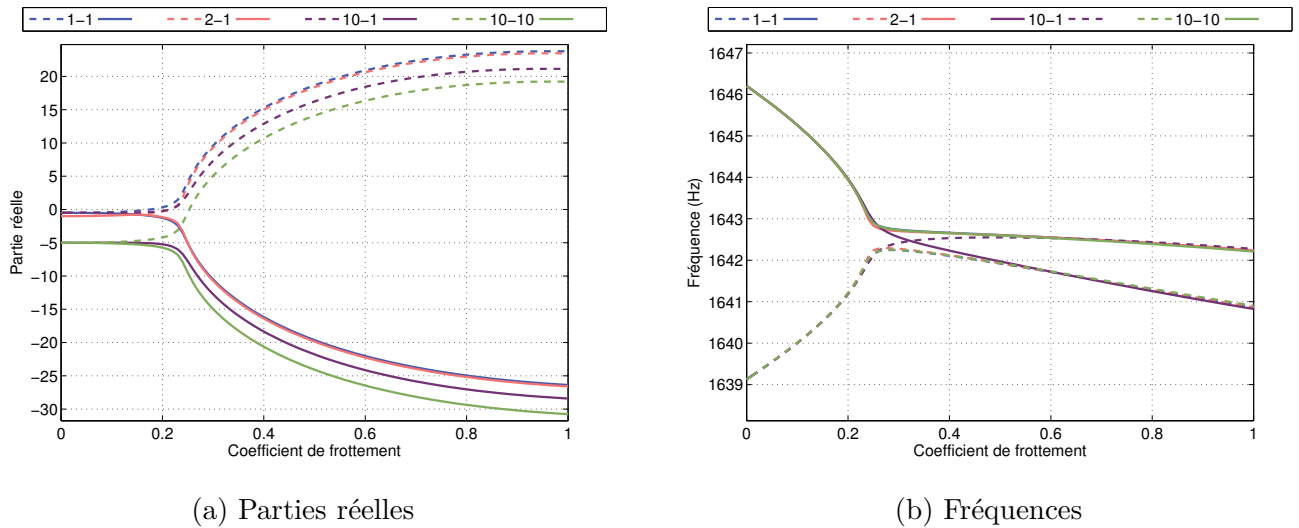 1−1 2−1 10−1 10−10
20
15
10
5
0
−5
−10
−15
−20
−25
−30
Partie réelle
0 0.2 0.4 0.6 0.8 1
Coefficient de frottement
(a) Parties réelles
1−1 2−1 10−1 10−10
1647
1646
1645
1644
1643
1642
1641
1640
1639
Fréquence (Hz)
0 0.2 0.4 0.6 0.8 1
Coefficient de frottement
(b) Fréquences